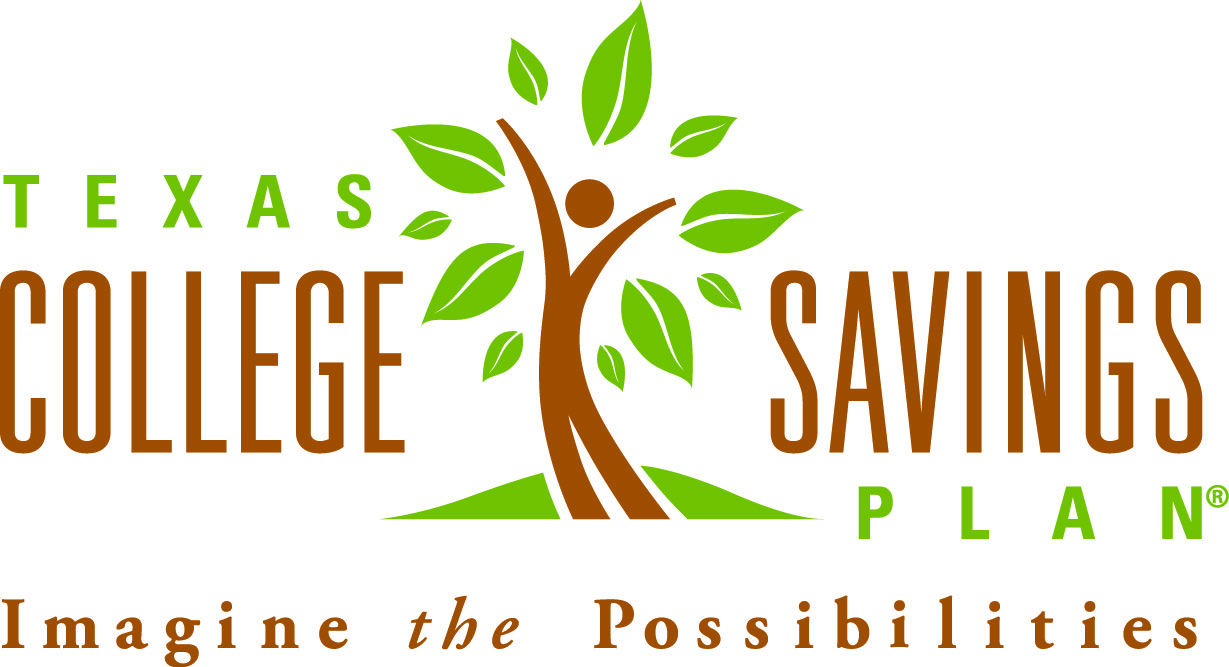 TEXAS
COLLEGE SAVINGS
PLAN®
Imagine the Possibilities